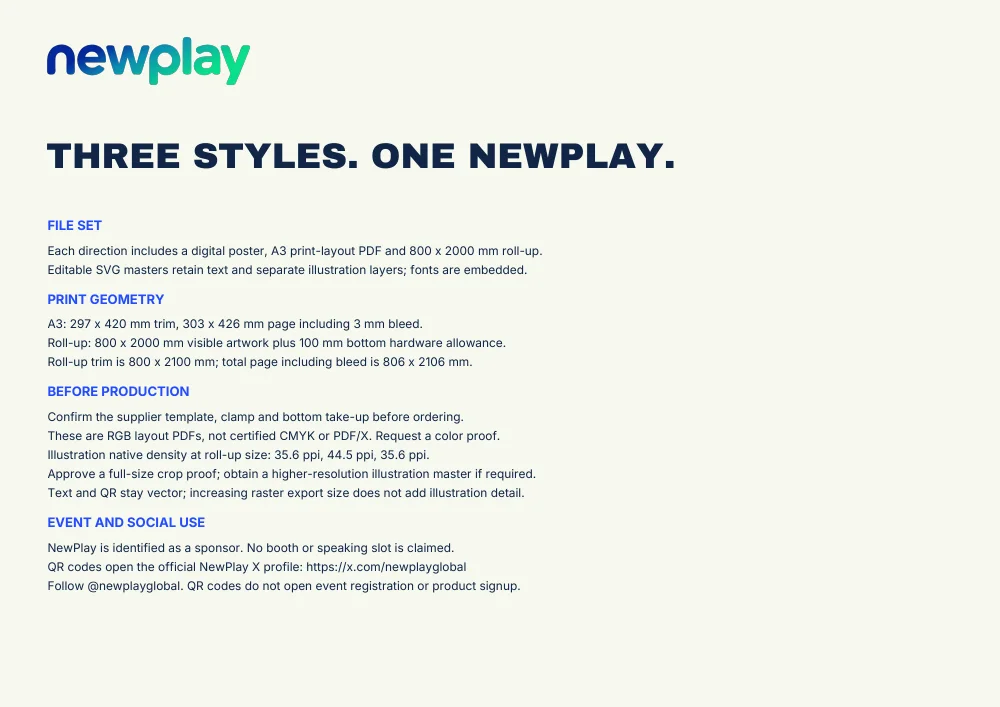 newplay
THREE STYLES. ONE NEWPLAY.
FILE SET
Each direction includes a digital poster, A3 print-layout PDF and 800 x 2000 mm roll-up.
Editable SVG masters retain text and separate illustration layers; fonts are embedded.
PRINT GEOMETRY
A3: 297 x 420 mm trim, 303 x 426 mm page including 3 mm bleed.
Roll-up: 800 x 2000 mm visible artwork plus 100 mm bottom hardware allowance.
Roll-up trim is 800 x 2100 mm; total page including bleed is 806 x 2106 mm.
BEFORE PRODUCTION
Confirm the supplier template, clamp and bottom take-up before ordering.
These are RGB layout PDFs, not certified CMYK or PDF/X. Request a color proof.
Illustration native density at roll-up size: 35.6 ppi, 44.5 ppi, 35.6 ppi.
Approve a full-size crop proof; obtain a higher-resolution illustration master if required.
Text and QR stay vector; increasing raster export size does not add illustration detail.
EVENT AND SOCIAL USE
NewPlay is identified as a sponsor. No booth or speaking slot is claimed.
QR codes open the official NewPlay X profile: https://x.com/newplayglobal
Follow @newplayglobal. QR codes do not open event registration or product signup.